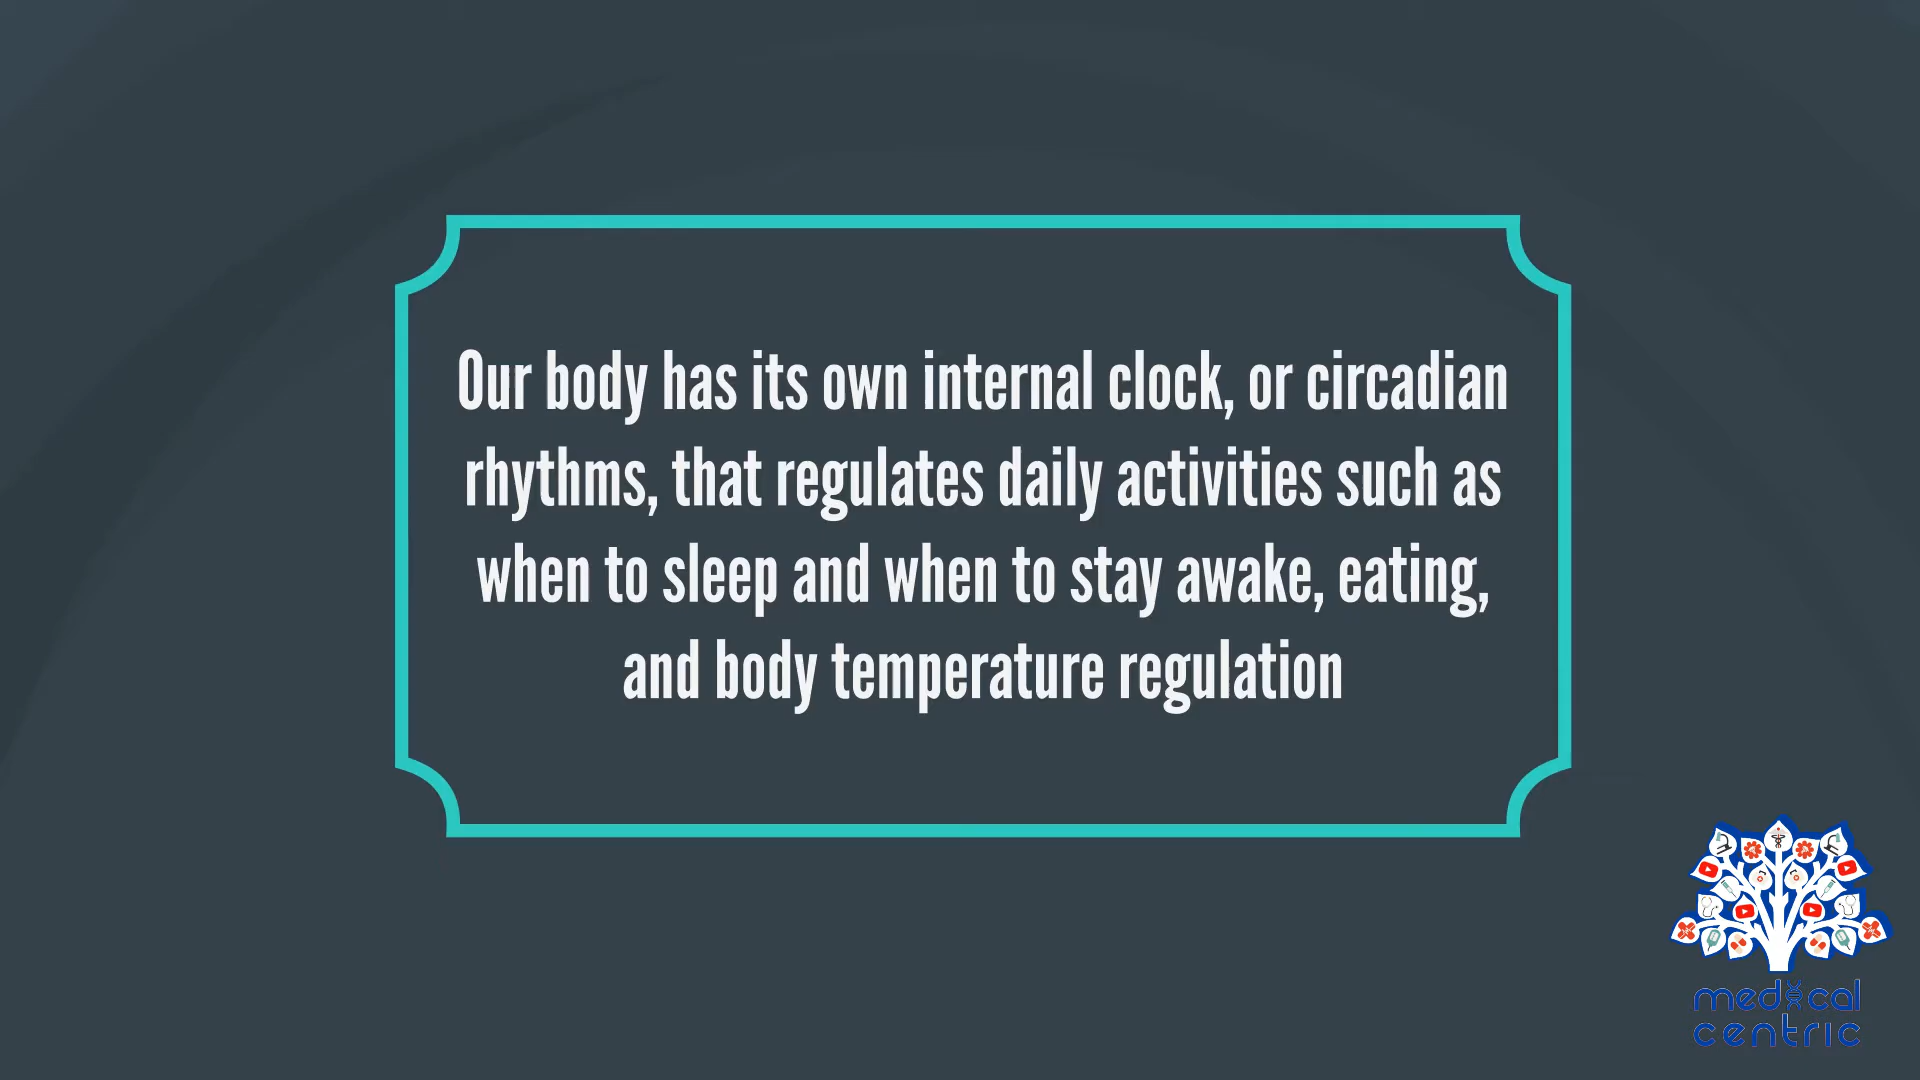 Our body has its own internal clock, or circadian
rhythms, that regulates daily activities such as
when to sleep and when to stay awake, eating,
and body temperature regulation
medical
centric